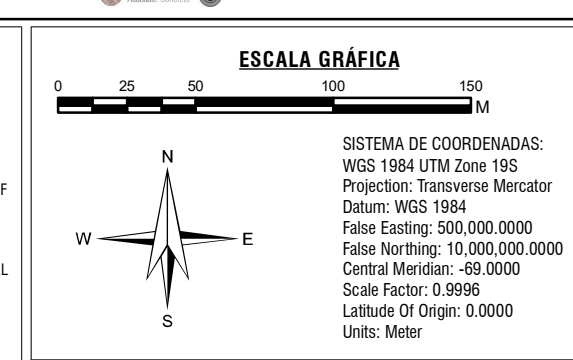 ESCALA GRÁFICA
0 25 50 100 150
M
N
W E
S
SISTEMA DE COORDENADAS:
WGS 1984 UTM Zone 19S
Projection: Transverse Mercator
Datum: WGS 1984
False Easting: 500,000.0000
False Northing: 10,000,000.0000
Central Meridian: -69.0000
Scale Factor: 0.9996
Latitude Of Origin: 0.0000
Units: Meter
F
L